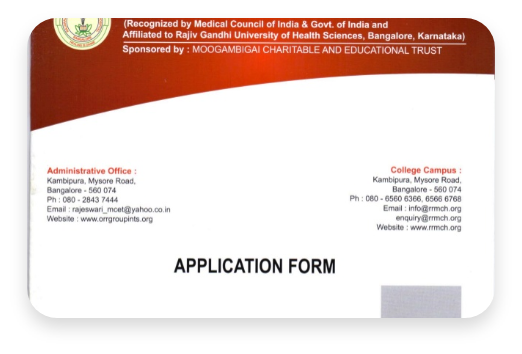 (Recognized by Medical Council of India & Govt. of India and
Affiliated to Rajiv Gandhi University of Health Sciences, Bangalore, Karnataka)
Sponsored by : MOOGAMBIGAI CHARITABLE AND EDUCATIONAL TRUST
Administrative Office :
Kambipura, Mysore Road,
Bangalore - 560 074
Ph : 080 - 2843 7444
Email : rajeswari_mcet@yahoo.co.in
Website : www.orrgroupints.org
College Campus :
Kambipura, Mysore Road,
Bangalore - 560 074
Ph : 080 - 6560 6366, 6566 6768
Email : info@rrmch.org
enquiry@rrmch.org
Website : www.rrmch.org
APPLICATION FORM